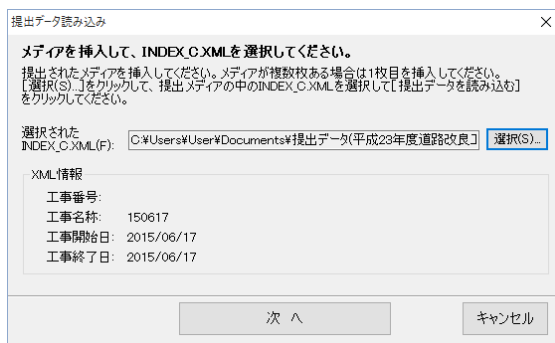 提出データ読み込み
メディアを挿入して、INDEX_C.XMLを選択してください。
提出されたメディアを挿入してください。メディアが複数枚ある場合は1枚目を挿入してください。
[選択(S)...]をクリックして、提出メディアの中のINDEX_C.XMLを選択して[提出データを読み込む]
をクリックしてください。
選択された
INDEX_C.XML(F):
C:¥Users¥User¥Documents¥提出データ(平成23年度道路改良工
選択(S)...
XML情報
工事番号:
工事名称: 150617
工事開始日: 2015/06/17
工事終了日: 2015/06/17
次 へ
キャンセル